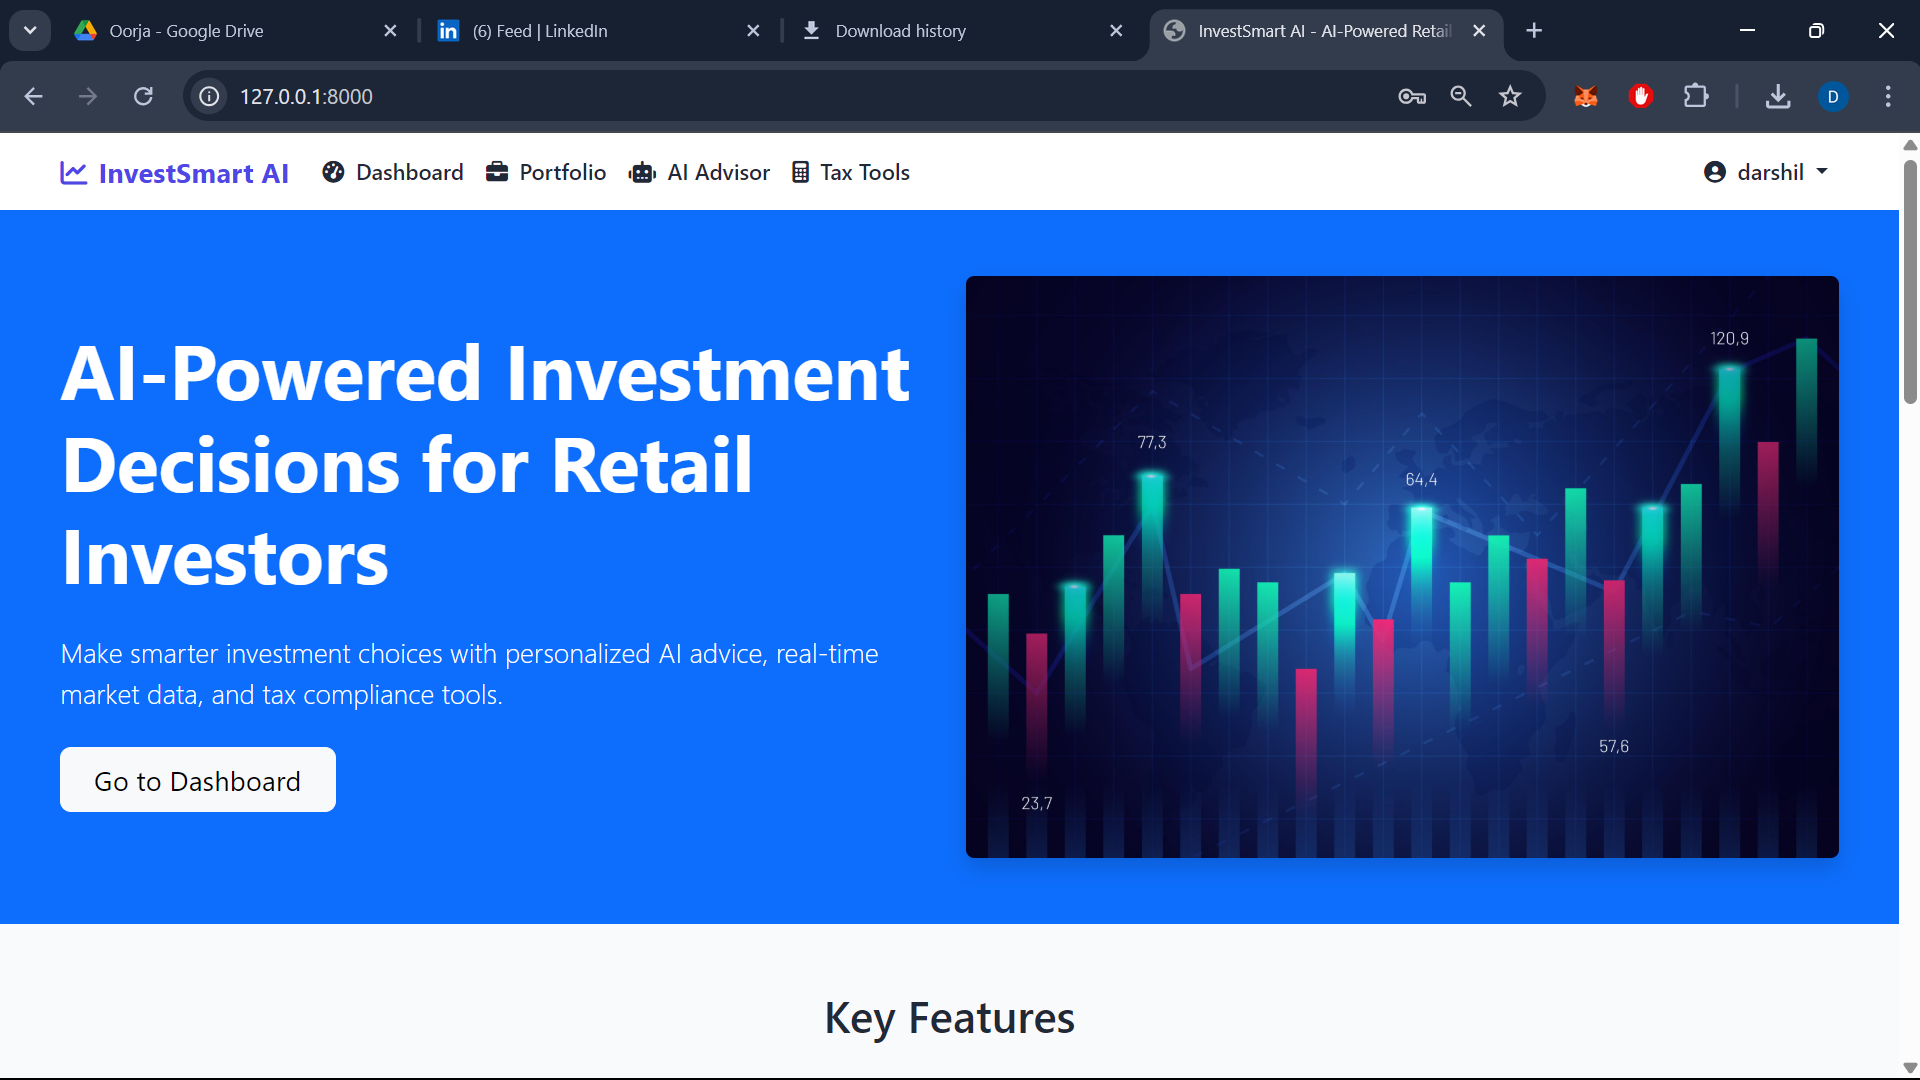 Oorja - Google Drive
in (6) Feed | LinkedIn
Download history
InvestSmart AI - AI-Powered Retail
127.0.0.1:8000
D
InvestSmart AI
Dashboard
Portfolio
AI Advisor
Tax Tools
darshil
AI-Powered Investment
Decisions for Retail
Investors
Make smarter investment choices with personalized AI advice, real-time
market data, and tax compliance tools.
Go to Dashboard
120,9
77,3
64,4
57,6
23,7
Key Features